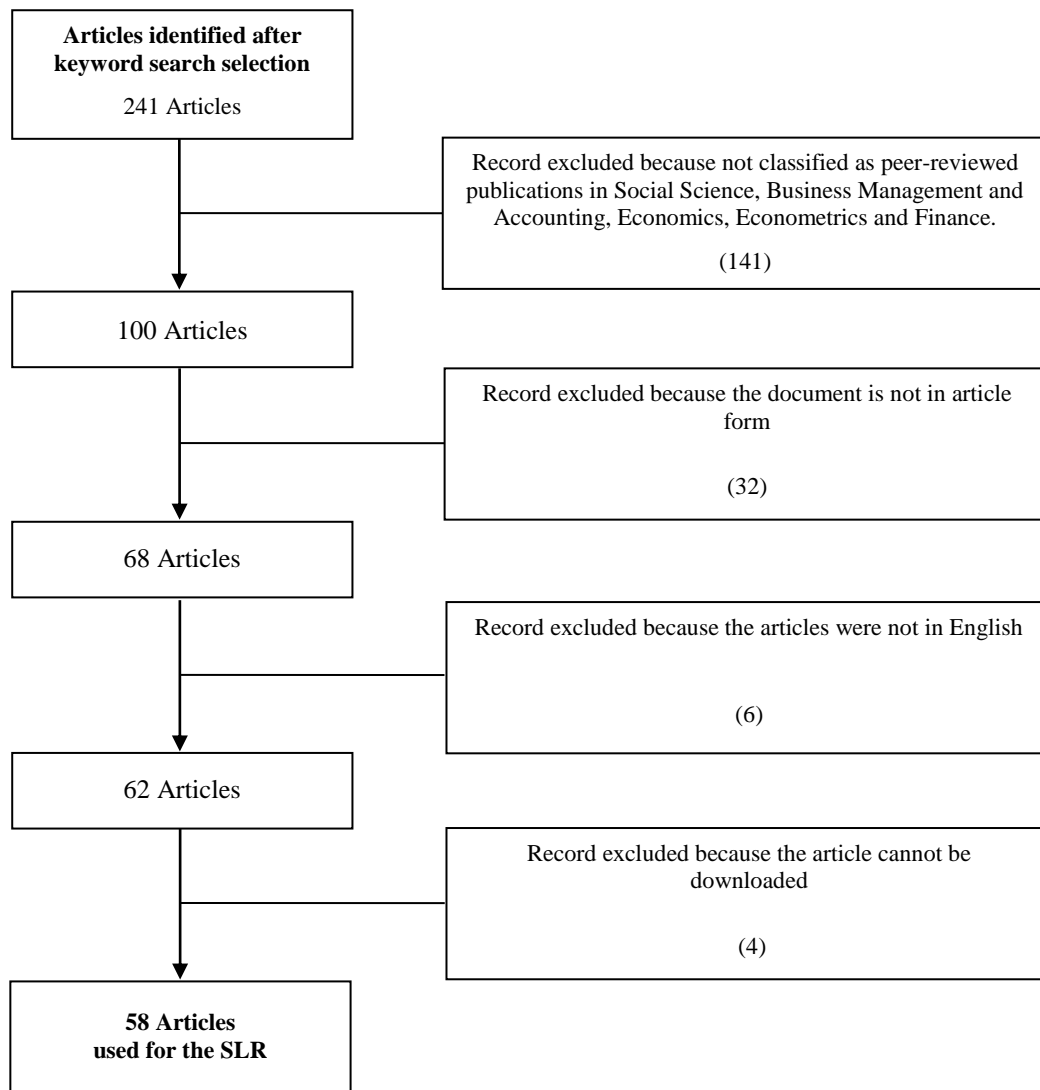 Articles identified after
keyword search selection
241 Articles
Record excluded because not classified as peer-reviewed
publications in Social Science, Business Management and
Accounting, Economics, Econometrics and Finance.
(141)
100 Articles
Record excluded because the document is not in article
form
(32)
68 Articles
Record excluded because the articles were not in English
(6)
62 Articles
Record excluded because the article cannot be
downloaded
(4)
58 Articles
used for the SLR